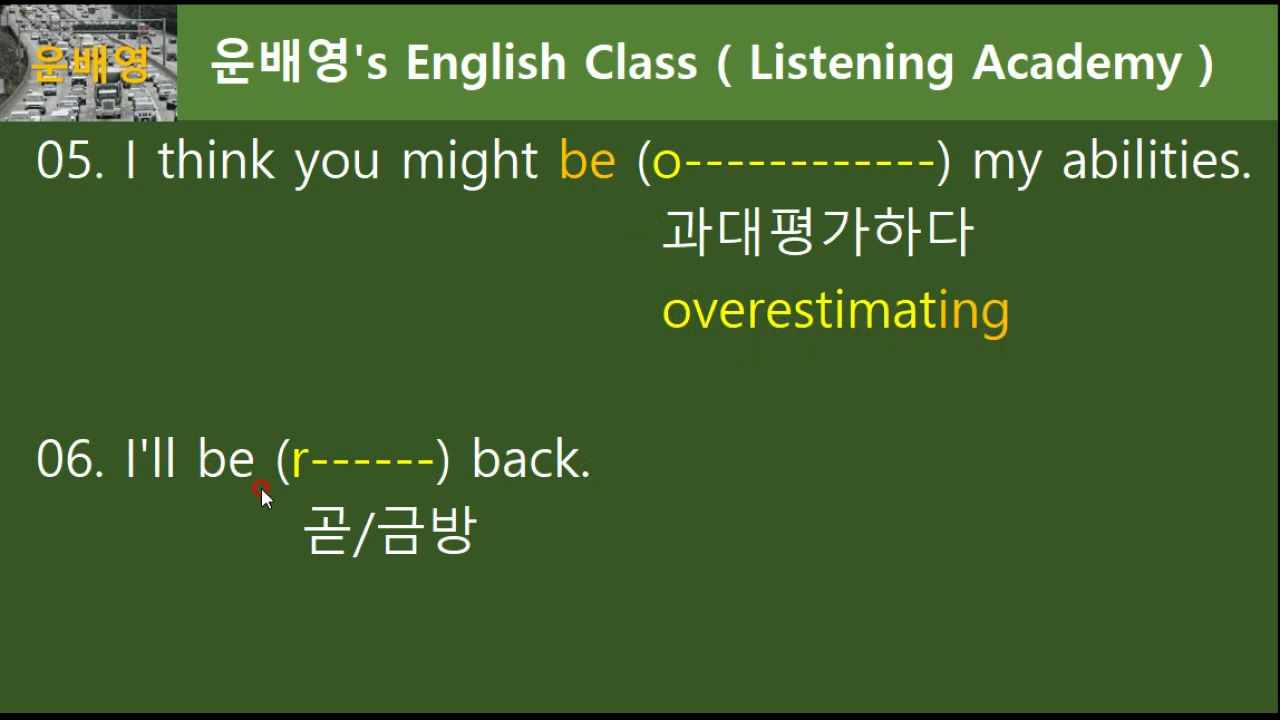 운배영
운배영's English Class ( Listening Academy )
05. I think you might be (o------------) my abilities.
과대평가하다
overestimating
06. I'll be (r------) back.
곧/금방